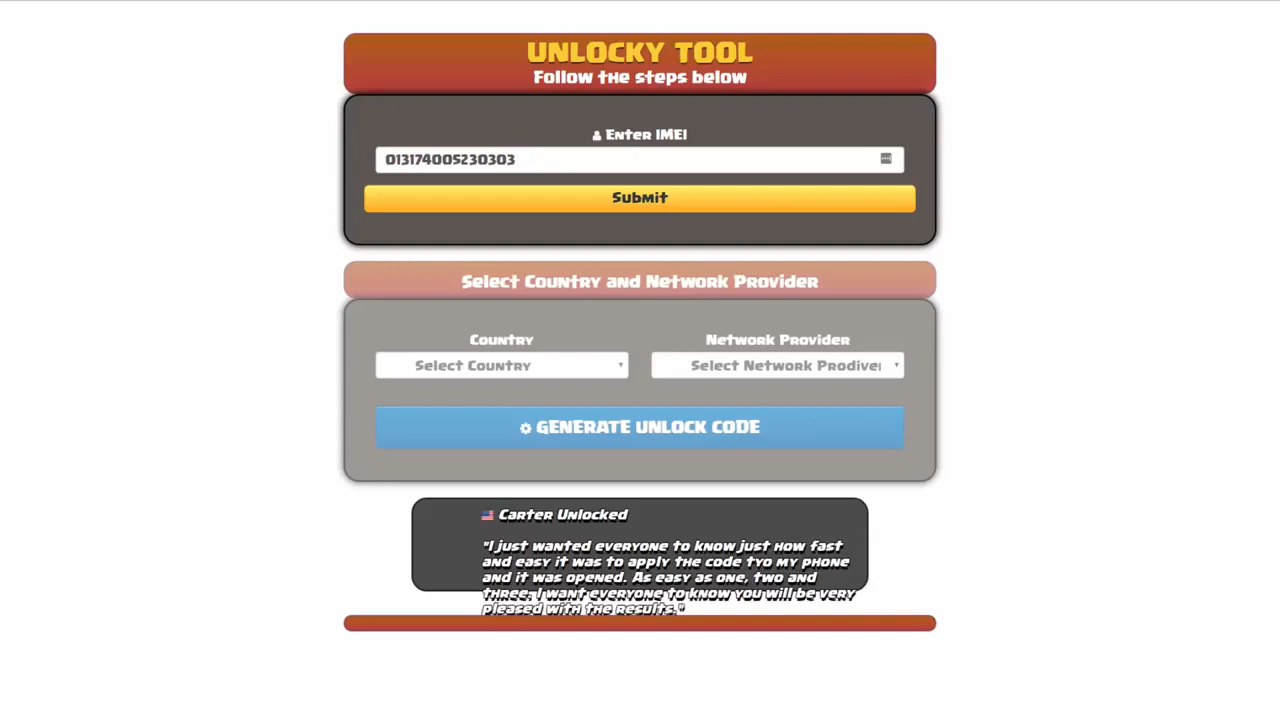 UNLOCKY TOOL
Follow the steps below
Enter IMEI
013174005230303
Submit
Select Country and Network Provider
Country Network Provider
Select Country Select Network Prodiver
GENERATE UNLOCK CODE
Carter Unlocked
"I just wanted everyone to know just how fast
and easy it was to apply the code tyo my phone
and it was opened. As easy as one, two and
three. I want everyone to know you will be very
pleased with the results."